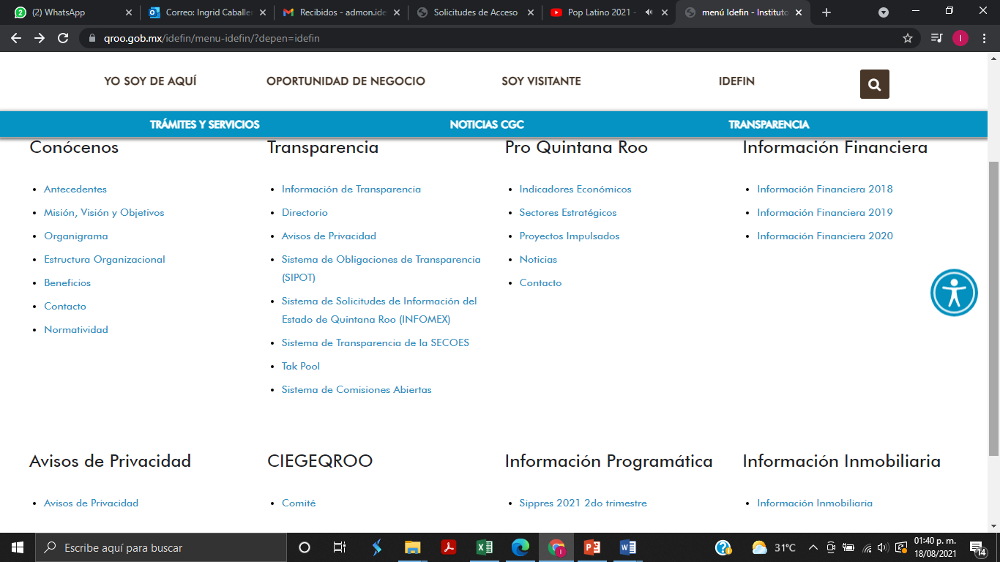 (2) WhatsApp
Correo: Ingrid Caballer
Recibidos - admon.ide
Solicitudes de Acceso
Pop Latino 2021 -
menú Idefin - Instituto
qroo.gob.mx/idefin/menu-idefin/?depen=idefin
I
YO SOY DE AQUÍ
OPORTUNIDAD DE NEGOCIO
SOY VISITANTE
IDEFIN
TRÁMITES Y SERVICIOS
NOTICIAS CGC
TRANSPARENCIA
Conócenos
Antecedentes
Misión, Visión y Objetivos
Organigrama
Estructura Organizacional
Beneficios
Contacto
Normatividad
Transparencia
Información de Transparencia
Directorio
Avisos de Privacidad
Sistema de Obligaciones de Transparencia
(SIPOT)
Sistema de Solicitudes de Información del
Estado de Quintana Roo (INFOMEX)
Sistema de Transparencia de la SECOES
Tak Pool
Sistema de Comisiones Abiertas
Pro Quintana Roo
Indicadores Económicos
Sectores Estratégicos
Proyectos Impulsados
Noticias
Contacto
Información Financiera
Información Financiera 2018
Información Financiera 2019
Información Financiera 2020
Avisos de Privacidad
Avisos de Privacidad
CIEGEQROO
Comité
Información Programática
Sippres 2021 2do trimestre
Información Inmobiliaria
Información Inmobiliaria
Escribe aquí para buscar
31°C
01:40 p. m.
18/08/2021
14